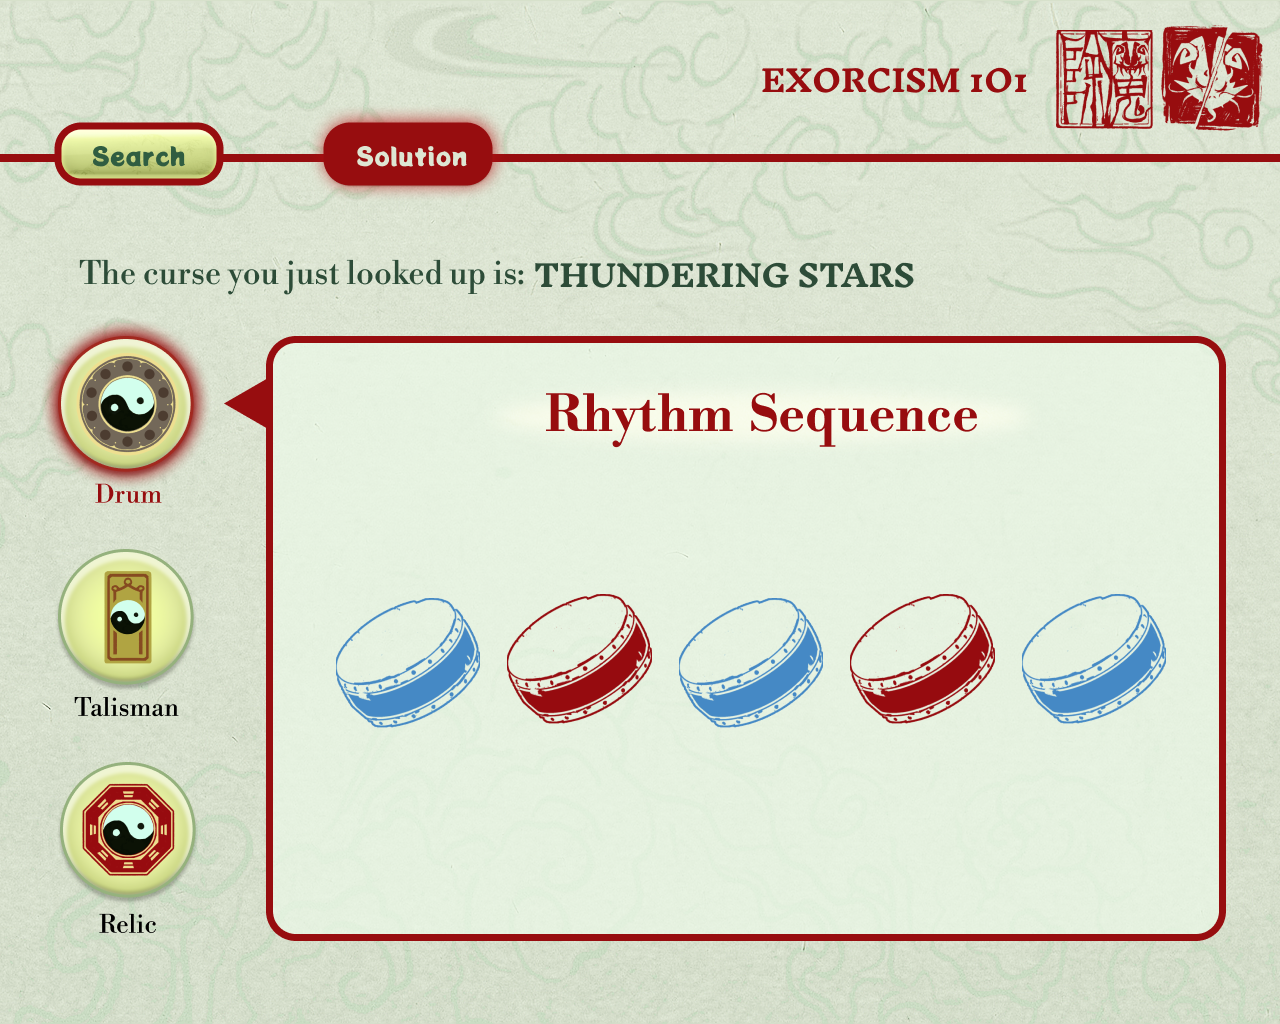 EXORCISM 101
Search
Solution
The curse you just looked up is: THUNDERING STARS
Rhythm Sequence
Drum
Talisman
Relic